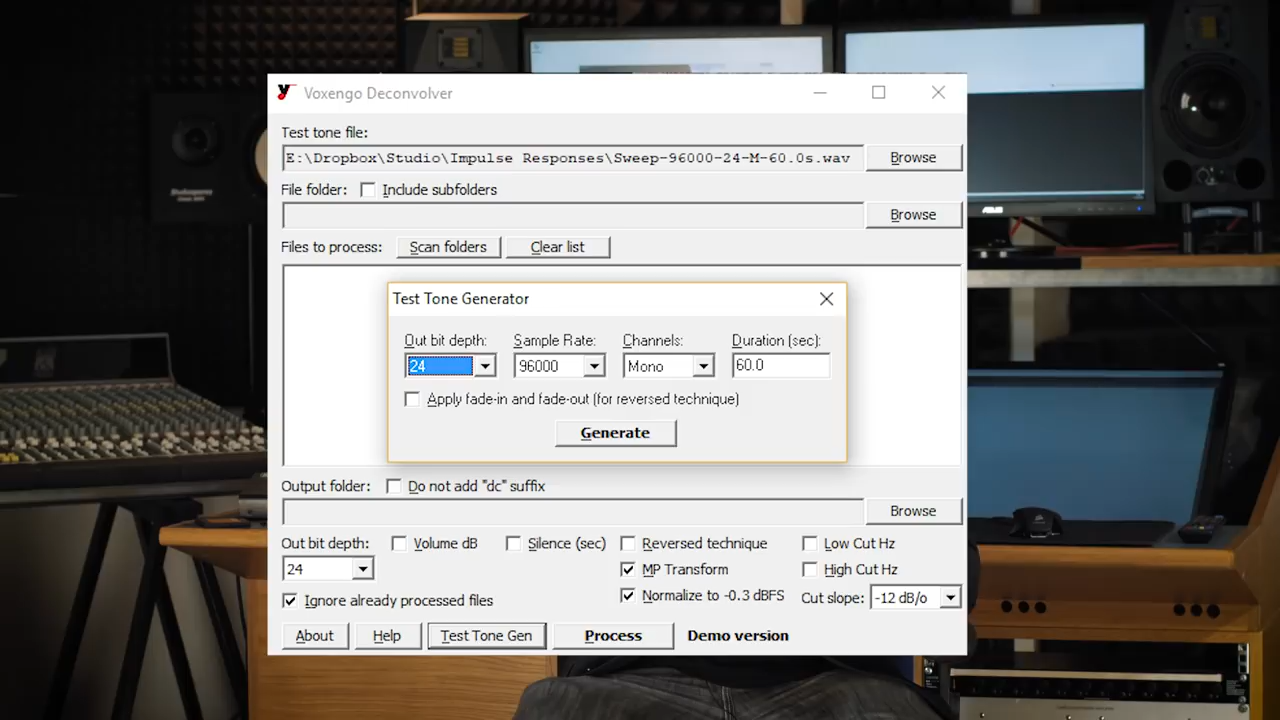 Voxengo Deconvolver
Test tone file:
E:\Dropbox\Studio\Impulse Responses\Sweep-96000-24-M-60.0s.wav Browse
File folder: Include subfolders
Browse
Files to process: Scan folders Clear list
Test Tone Generator
Out bit depth: Sample Rate: Channels: Duration (sec):
24 96000 Mono 60.0
Apply fade-in and fade-out (for reversed technique)
Generate
Output folder: Do not add "dc" suffix
Browse
Out bit depth: Volume dB Silence (sec) Reversed technique Low Cut Hz
24 MP Transform High Cut Hz
Ignore already processed files Normalize to -0.3 dBFS Cut slope: -12 dB/o
About Help Test Tone Gen Process Demo version
ASUS